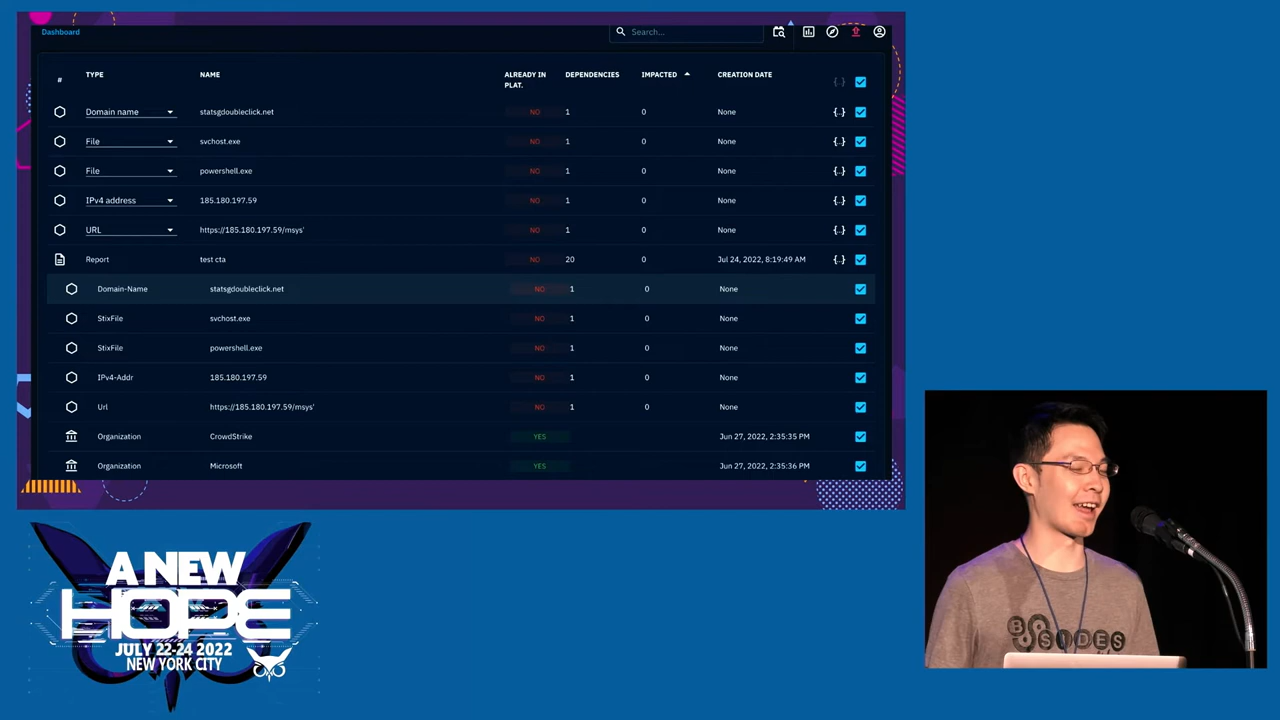 Dashboard
Search...
# TYPE NAME ALREADY IN PLAT. DEPENDENCIES IMPACTED CREATION DATE {..}
Domain name statsgdoubleclick.net NO 1 0 None {..}
File svchost.exe NO 1 0 None {..}
File powershell.exe NO 1 0 None {..}
IPv4 address 185.180.197.59 NO 1 0 None {..}
URL https://185.180.197.59/msys' NO 1 0 None {..}
Report test cta NO 20 0 Jul 24, 2022, 8:19:49 AM {..}
Domain-Name statsgdoubleclick.net NO 1 0 None
StixFile svchost.exe NO 1 0 None
StixFile powershell.exe NO 1 0 None
IPv4-Addr 185.180.197.59 NO 1 0 None
Url https://185.180.197.59/msys' NO 1 0 None
Organization CrowdStrike YES Jun 27, 2022, 2:35:35 PM
Organization Microsoft YES Jun 27, 2022, 2:35:36 PM
A NEW
HOPE
JULY 22-24 2022
NEW YORK CITY
BSIDES